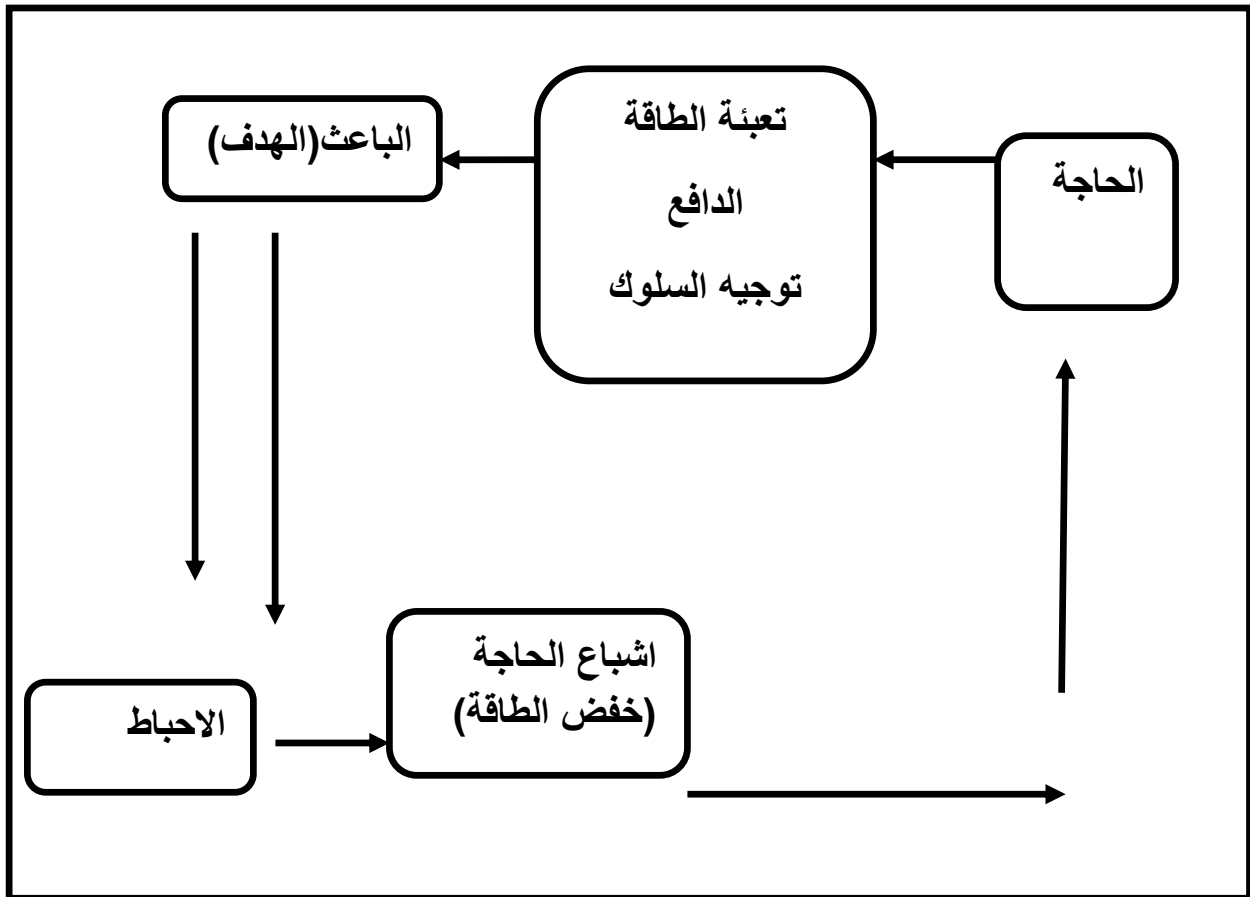 الحاجة
تعبئة الطاقة
الدافع
توجيه السلوك
الباعث(الهدف)
الاحباط
اشباع الحاجة
(خفض الطاقة)